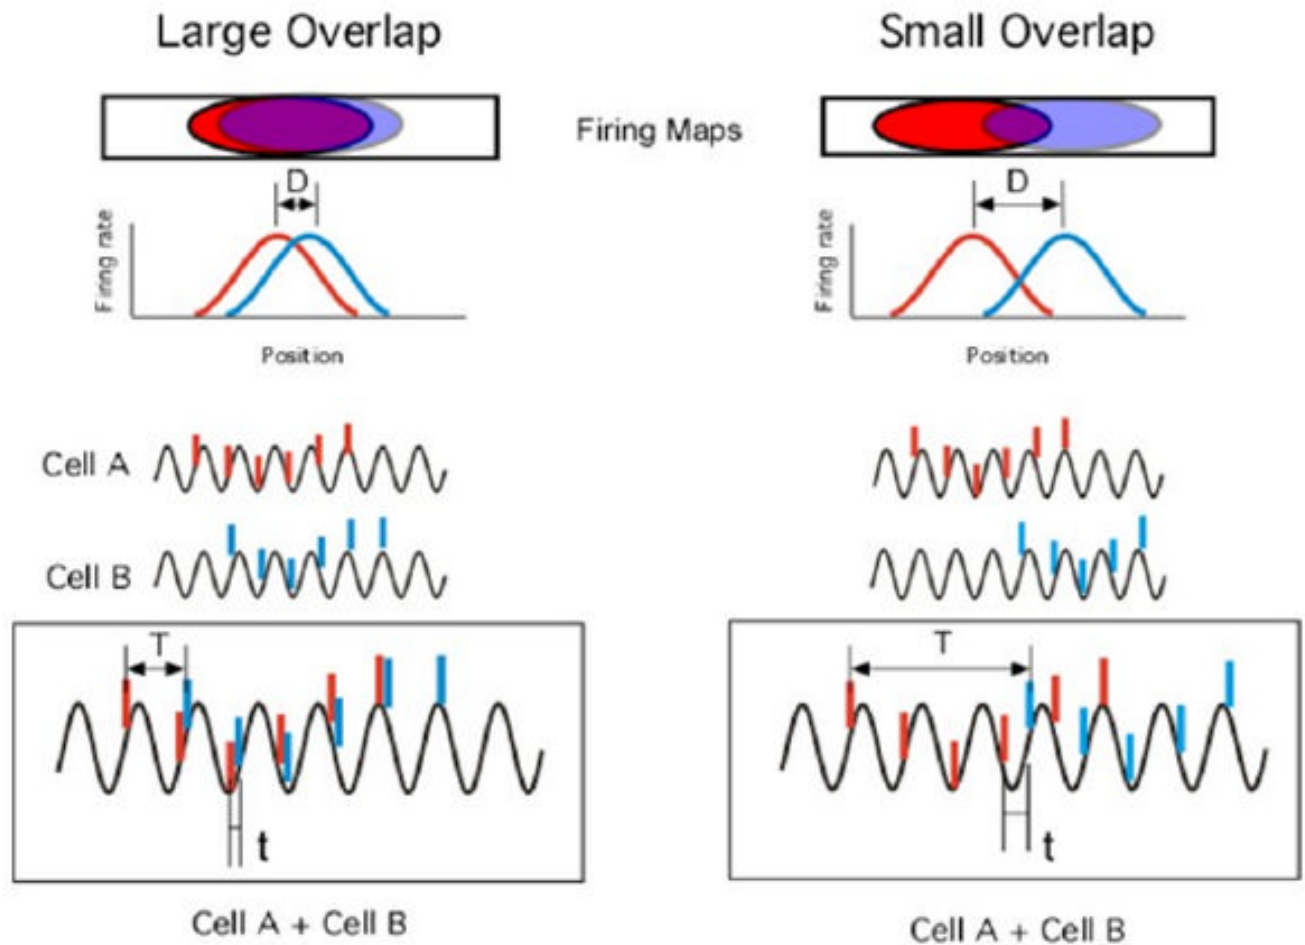 Large Overlap
Small Overlap
Firing Maps
D
D
Firing rate
Firing rate
Position
Position
Cell A
Cell B
T
T
t
t
Cell A + Cell B
Cell A + Cell B